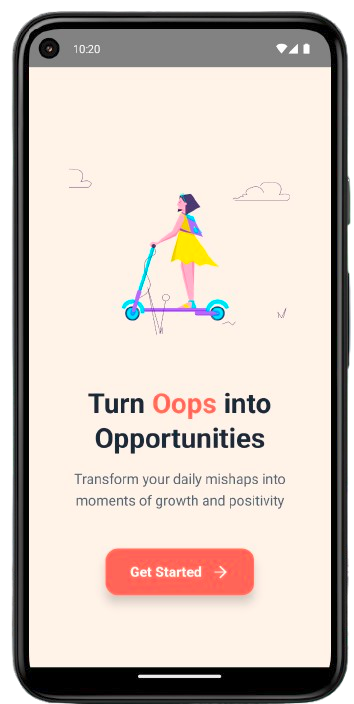 10:20
Turn Oops into
Opportunities
Transform your daily mishaps into
moments of growth and positivity
Get Started